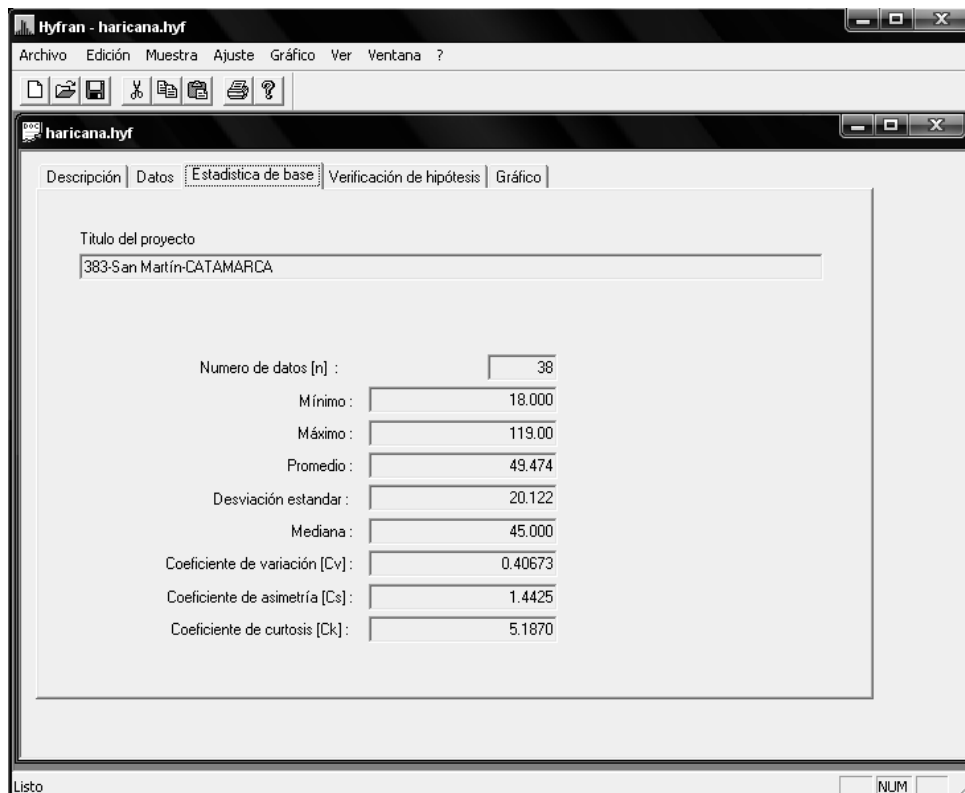 Hyfran - haricana.hyf
Archivo Edición Muestra Ajuste Gráfico Ver Ventana ?
haricana.hyf
Descripción Datos Estadistica de base Verificación de hipótesis Gráfico
Titulo del proyecto
383-San Martín-CATAMARCA
Numero de datos [n] : 38
Mínimo : 18.000
Máximo : 119.00
Promedio : 49.474
Desviación estandar : 20.122
Mediana : 45.000
Coeficiente de variación [Cv] : 0.40673
Coeficiente de asimetría [Cs] : 1.4425
Coeficiente de curtosis [Ck] : 5.1870
Listo NUM